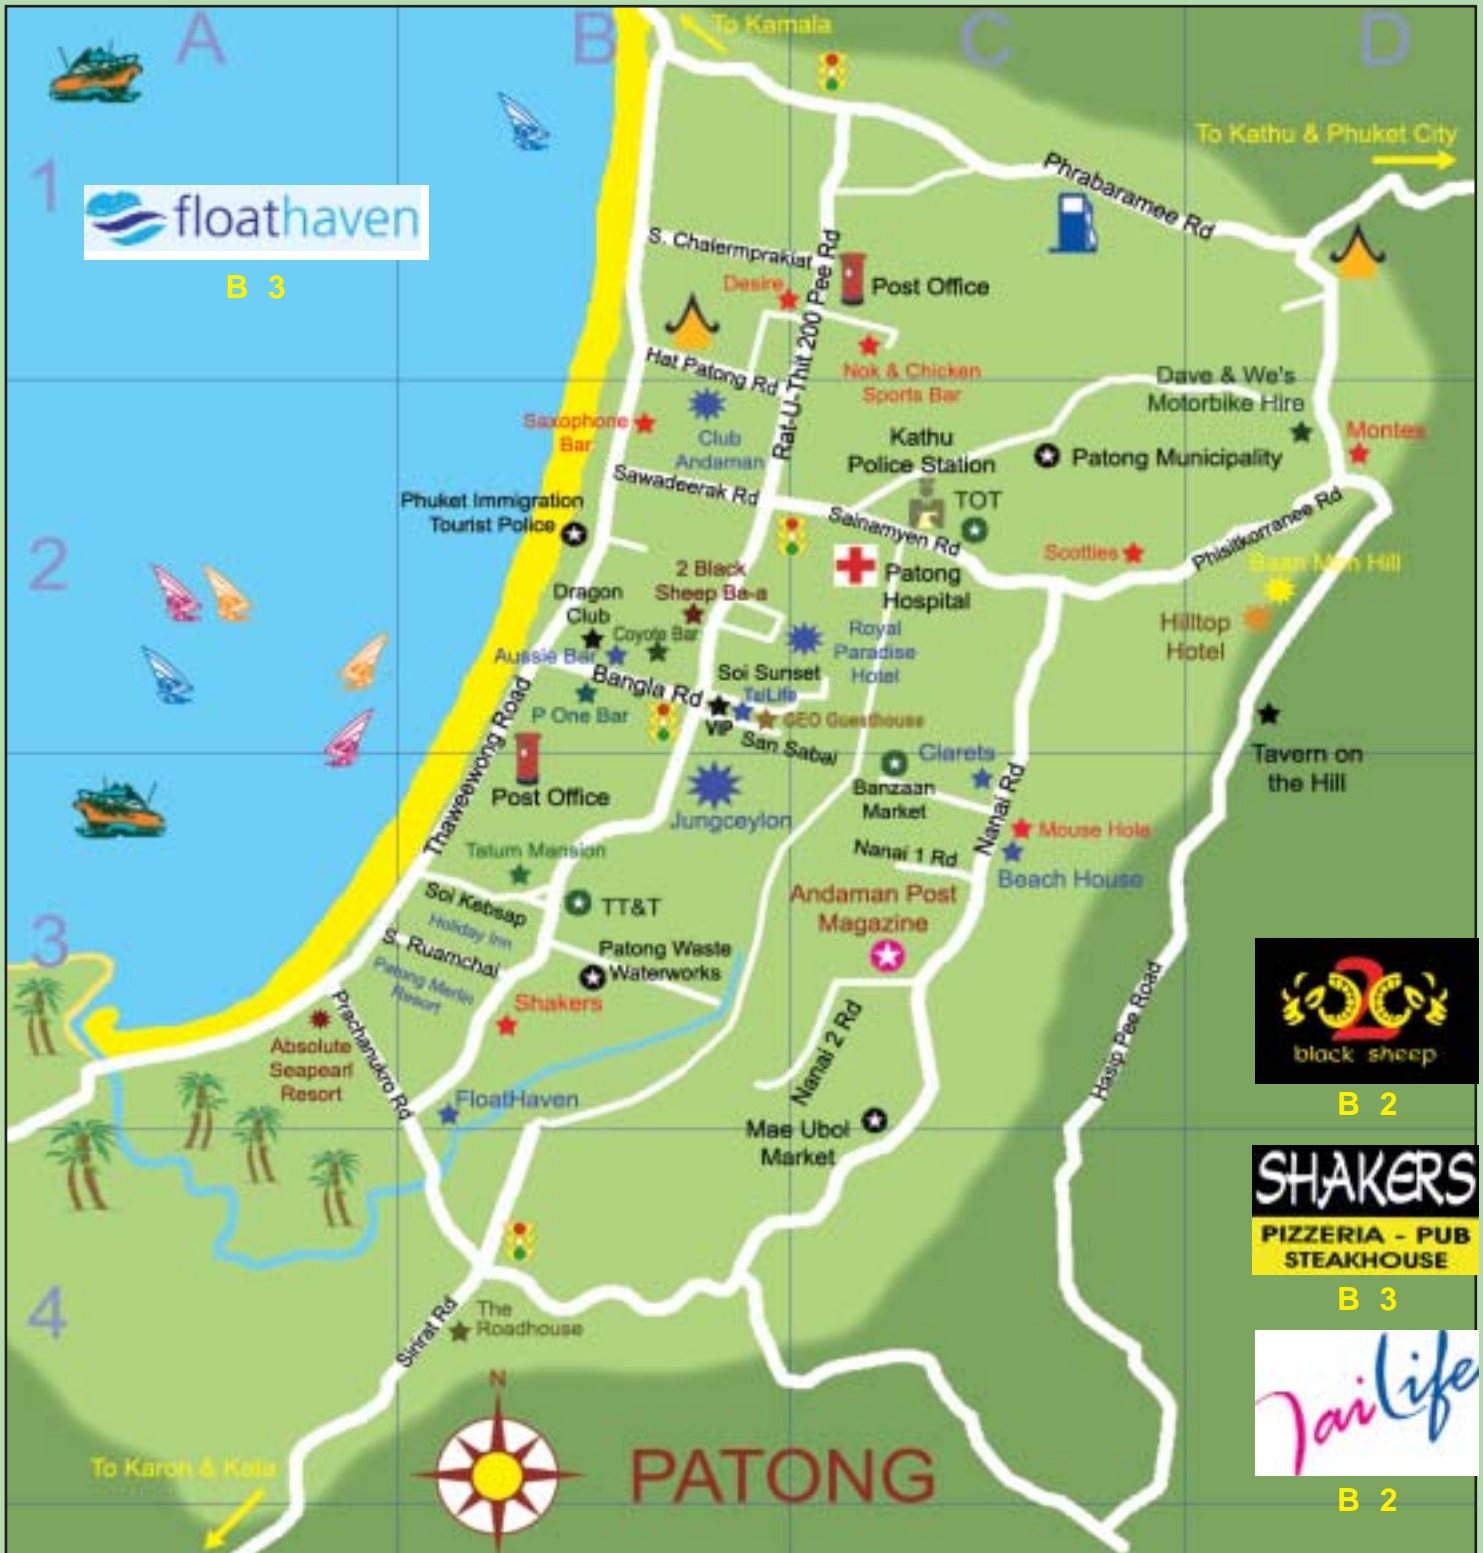 A
B
C
D
To Kamala
To Kathu & Phuket City
1
floathaven
B 3
Phrabaramee Rd
S. Chalermprakiat
Rat-U-Thit 200 Pee Rd
Desire
Post Office
Hat Patong Rd
Nok & Chicken
Sports Bar
Dave & We's
Motorbike Hire
Saxophone
Bar
Club
Andaman
Kathu
Police Station
Patong Municipality
Montes
Sawadeerak Rd
Phuket Immigration
Tourist Police
TOT
Sainamyen Rd
Scotties
Phisitkorranee Rd
2
2 Black
Sheep Ba-a
Patong
Hospital
Baan Mon Hill
Dragon
Club
Coyote Bar
Aussie Bar
Royal
Paradise
Hotel
Hilltop
Hotel
Bangla Rd
Soi Sunset
TaiLife
P One Bar
VIP
GEO Guesthouse
San Sabai
Tavern on
the Hill
Thaweewong Road
Post Office
Jungceylon
Clarets
Banzaan
Market
Nanai Rd
Mouse Hole
Tatum Mansion
Nanai 1 Rd
Beach House
Soi Kebsap
TT&T
Andaman Post
Magazine
3
Holiday Inn
S. Ruamchai
Patong Waste
Waterworks
Patong Merlin
Resort
Shakers
Prachanukro Rd
Absolute
Seapearl
Resort
Nanai 2 Rd
Hasip Pee Road
2
black sheep
B 2
FloatHaven
Mae Ubol
Market
SHAKERS
PIZZERIA - PUB
STEAKHOUSE
B 3
4
The
Roadhouse
Sirirat Rd
N
TaiLife
B 2
To Karon & Kata
PATONG